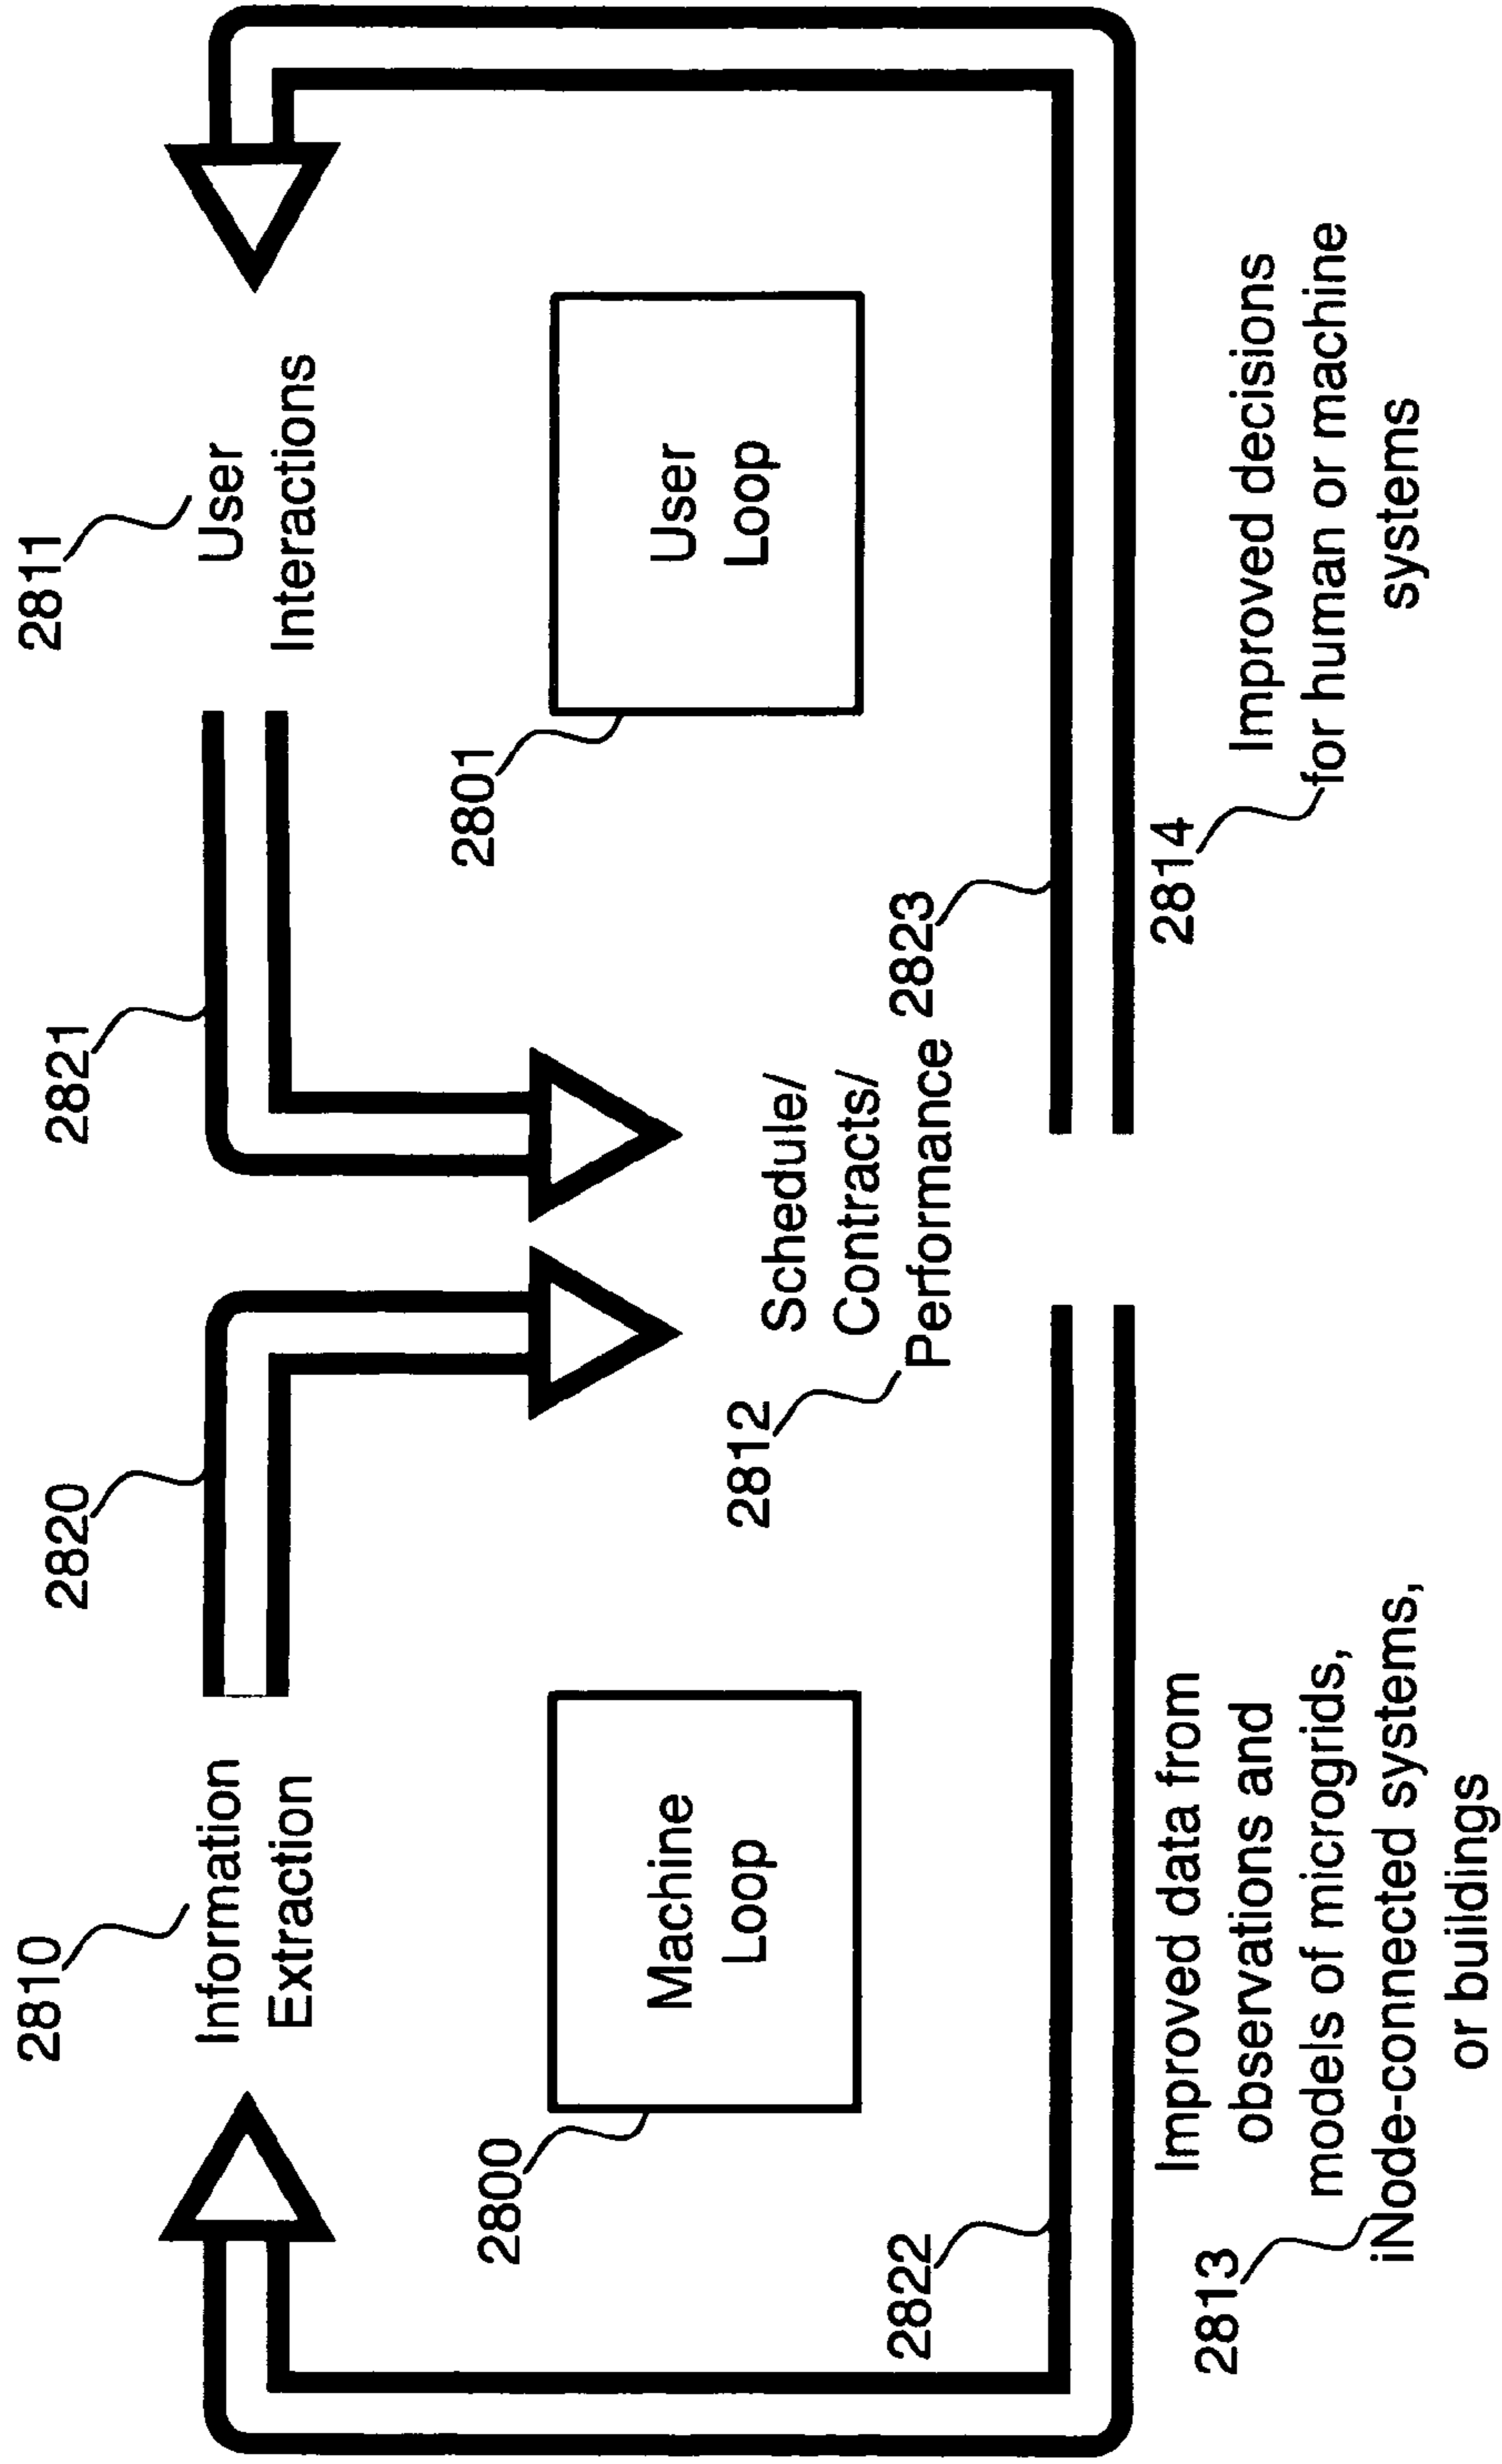 2810
Information
Extraction
2820
2821
2811
User
Interactions
2800
Machine
Loop
2801
User
Loop
2812
Schedule/
Contracts/
Performance
2822
2823
2813
Improved data from
observations and
models of microgrids,
iNode-connected systems,
or buildings
2814
Improved decisions
for human or machine
systems